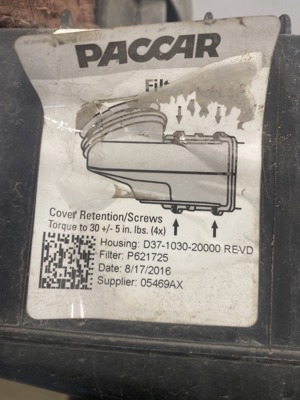 PACCAR
Filt
Cover Retention/Screws
Torque to 30 +/- 5 in. lbs. (4x)
Housing: D37-1030-20000 REVD
Filter: P621725
Date: 8/17/2016
Supplier: 05469AX